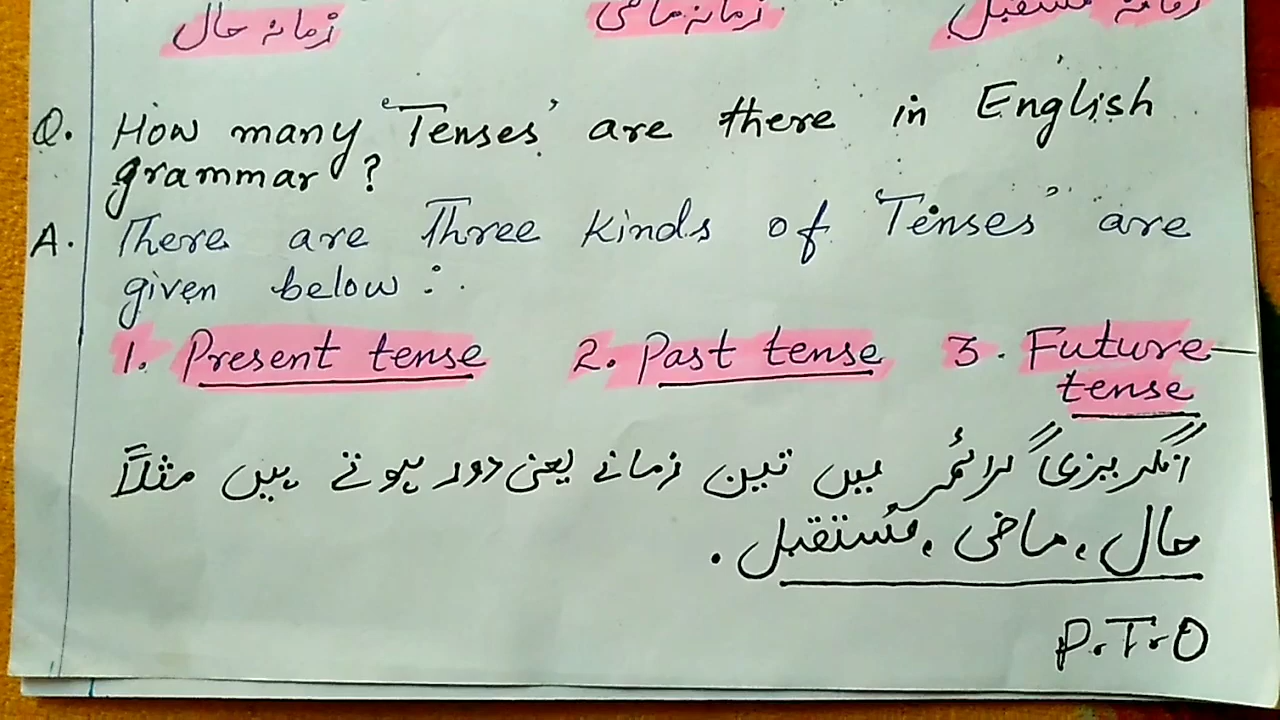 زمانہ حال زمانہ ماضی زمانہ مستقبل
Q. How many 'Tenses' are there in English
grammar ?
A. There are Three kinds of 'Tenses' are
given below :
1. Present tense 2. Past tense 3. Future
tense
انگریزی گرائمر میں تین زمانے یعنی دور ہوتے ہیں مثلاً
حال، ماضی، مُستقبل.
P.T.O